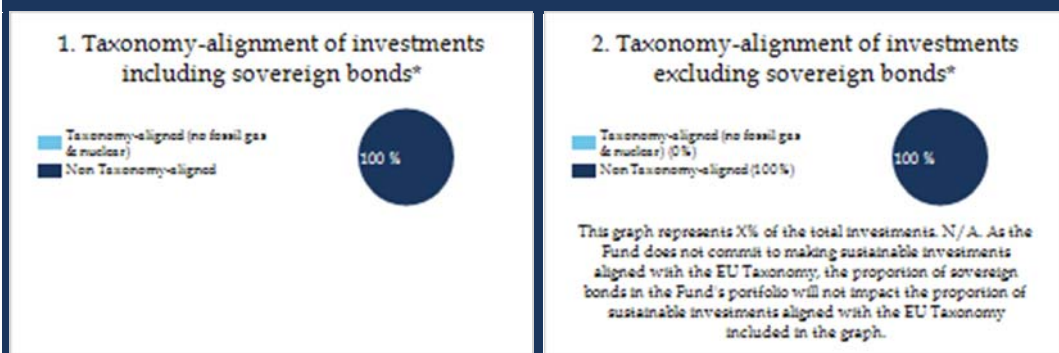 1. Taxonomy-alignment of investments
including sovereign bonds*
Taxonomy-aligned (no fossil gas
& nuclear)
Non Taxonomy-aligned
100 %
2. Taxonomy-alignment of investments
excluding sovereign bonds*
Taxonomy-aligned (no fossil gas
& nuclear) (0%)
Non Taxonomy-aligned (100%)
100 %
This graph represents X% of the total investments. N/A. As the
Fund does not commit to making sustainable investments
aligned with the EU Taxonomy, the proportion of sovereign
bonds in the Fund's portfolio will not impact the proportion of
sustainable investments aligned with the EU Taxonomy
included in the graph.